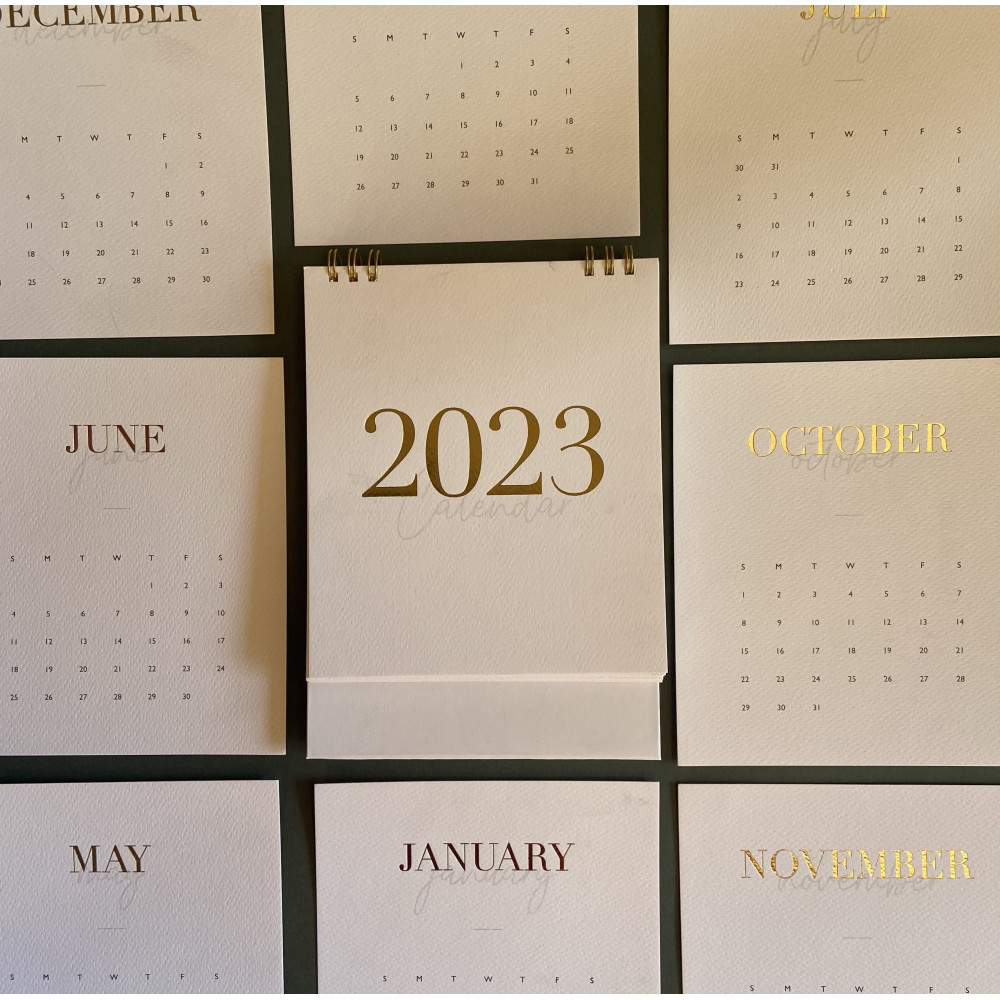 DECEMBER
december
M T W T F S
1 2
4 5 6 7 8 9
11 12 13 14 15 16
18 19 20 21 22 23
25 26 27 28 29 30
S M T W T F S
1 2 3 4
5 6 7 8 9 10 11
12 13 14 15 16 17 18
19 20 21 22 23 24 25
26 27 28 29 30 31
JULI
july
S M T W T F S
30 31 1
2 3 4 5 6 7 8
9 10 11 12 13 14 15
16 17 18 19 20 21 22
23 24 25 26 27 28 29
JUNE
june
S M T W T F S
1 2 3
4 5 6 7 8 9 10
11 12 13 14 15 16 17
18 19 20 21 22 23 24
25 26 27 28 29 30
2023
Calendar
OCTOBER
october
S M T W T F S
1 2 3 4 5 6 7
8 9 10 11 12 13 14
15 16 17 18 19 20 21
22 23 24 25 26 27 28
29 30 31
MAY
may
S M T W T F S
JANUARY
january
S M T W T F S
NOVEMBER
november
S M T W T F S